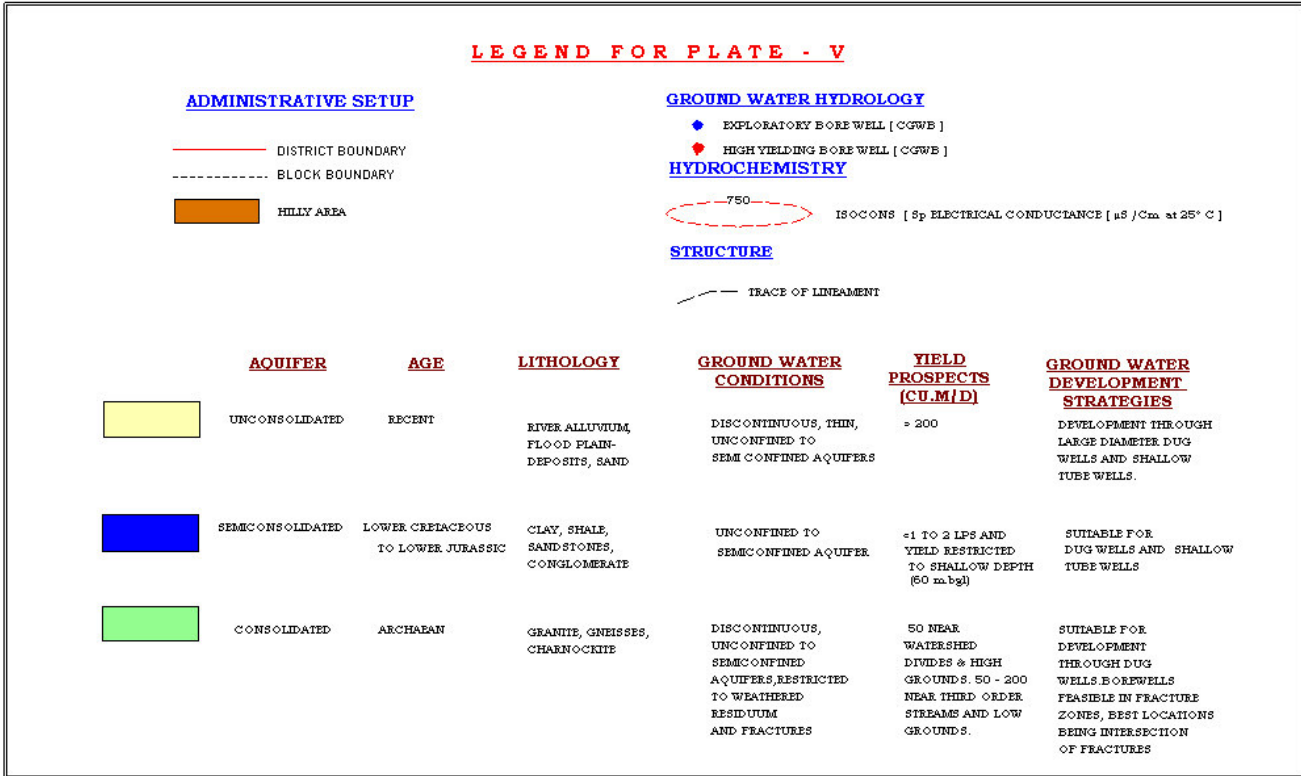 LEGEND FOR PLATE - V
ADMINISTRATIVE SETUP
DISTRICT BOUNDARY
BLOCK BOUNDARY
HILLY AREA
GROUND WATER HYDROLOGY
EXPLORATORY BORE WELL [ CGWB ]
HIGH YIELDING BORE WELL [ CGWB ]
HYDROCHEMISTRY
750
ISOCONS [ Sp ELECTRICAL CONDUCTANCE [ µS /Cm at 25° C ]
STRUCTURE
TRACE OF LINEAMENT
AQUIFER
AGE
LITHOLOGY
GROUND WATER
CONDITIONS
YIELD
PROSPECTS
(CU.M/ D)
GROUND WATER
DEVELOPMENT
STRATEGIES
UNCONSOLIDATED
RECENT
RIVER ALLUVIUM,
FLOOD PLAIN-
DEPOSITS, SAND
DISCONTINUOUS, THIN,
UNCONFINED TO
SEMI CONFINED AQUIFERS
> 200
DEVELOPMENT THROUGH
LARGE DIAMETER DUG
WELLS AND SHALLOW
TUBE WELLS.
SEMICONSOLIDATED
LOWER CRETACEOUS
TO LOWER JURASSIC
CLAY, SHALE,
SANDSTONES,
CONGLOMERATE
UNCONFINED TO
SEMICONFINED AQUIFER
<1 TO 2 LPS AND
YIELD RESTRICTED
TO SHALLOW DEPTH
(60 m.bgl)
SUITABLE FOR
DUG WELLS AND SHALLOW
TUBE WELLS
CONSOLIDATED
ARCHAEAN
GRANITE, GNEISSES,
CHARNOCKITE
DISCONTINUOUS,
UNCONFINED TO
SEMICONFINED
AQUIFERS,RESTRICTED
TO WEATHERED
RESIDUUM
AND FRACTURES
50 NEAR
WATERSHED
DIVIDES & HIGH
GROUNDS. 50 - 200
NEAR THIRD ORDER
STREAMS AND LOW
GROUNDS.
SUITABLE FOR
DEVELOPMENT
THROUGH DUG
WELLS.BOREWELLS
FEASIBLE IN FRACTURE
ZONES, BEST LOCATIONS
BEING INTERSECTION
OF FRACTURES